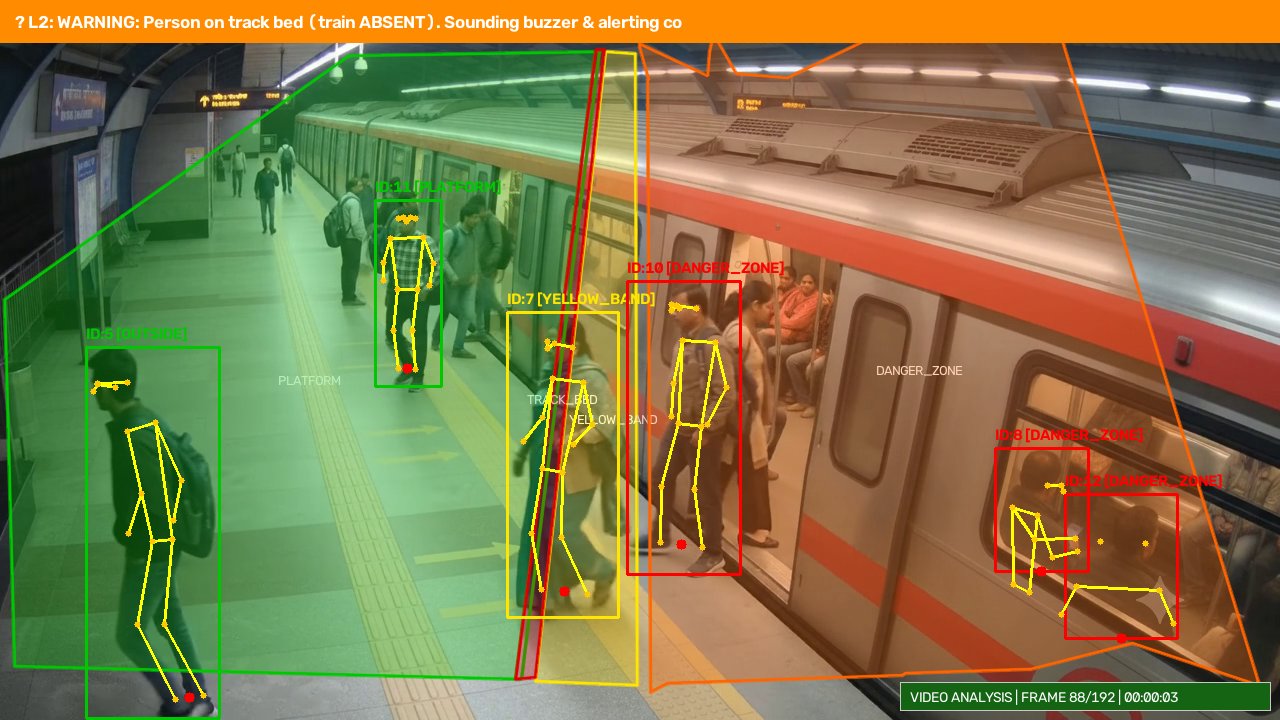 ? L2: WARNING: Person on track bed (train ABSENT). Sounding buzzer & alerting co
ID:11 [PLATFORM]
ID:10 [DANGER_ZONE]
ID:7 [YELLOW_BAND]
ID:6 [OUTSIDE]
PLATFORM
DANGER_ZONE
TRACK_BED
YELLOW_BAND
ID:8 [DANGER_ZONE]
ID:12 [DANGER_ZONE]
VIDEO ANALYSIS | FRAME 88/192 | 00:00:03